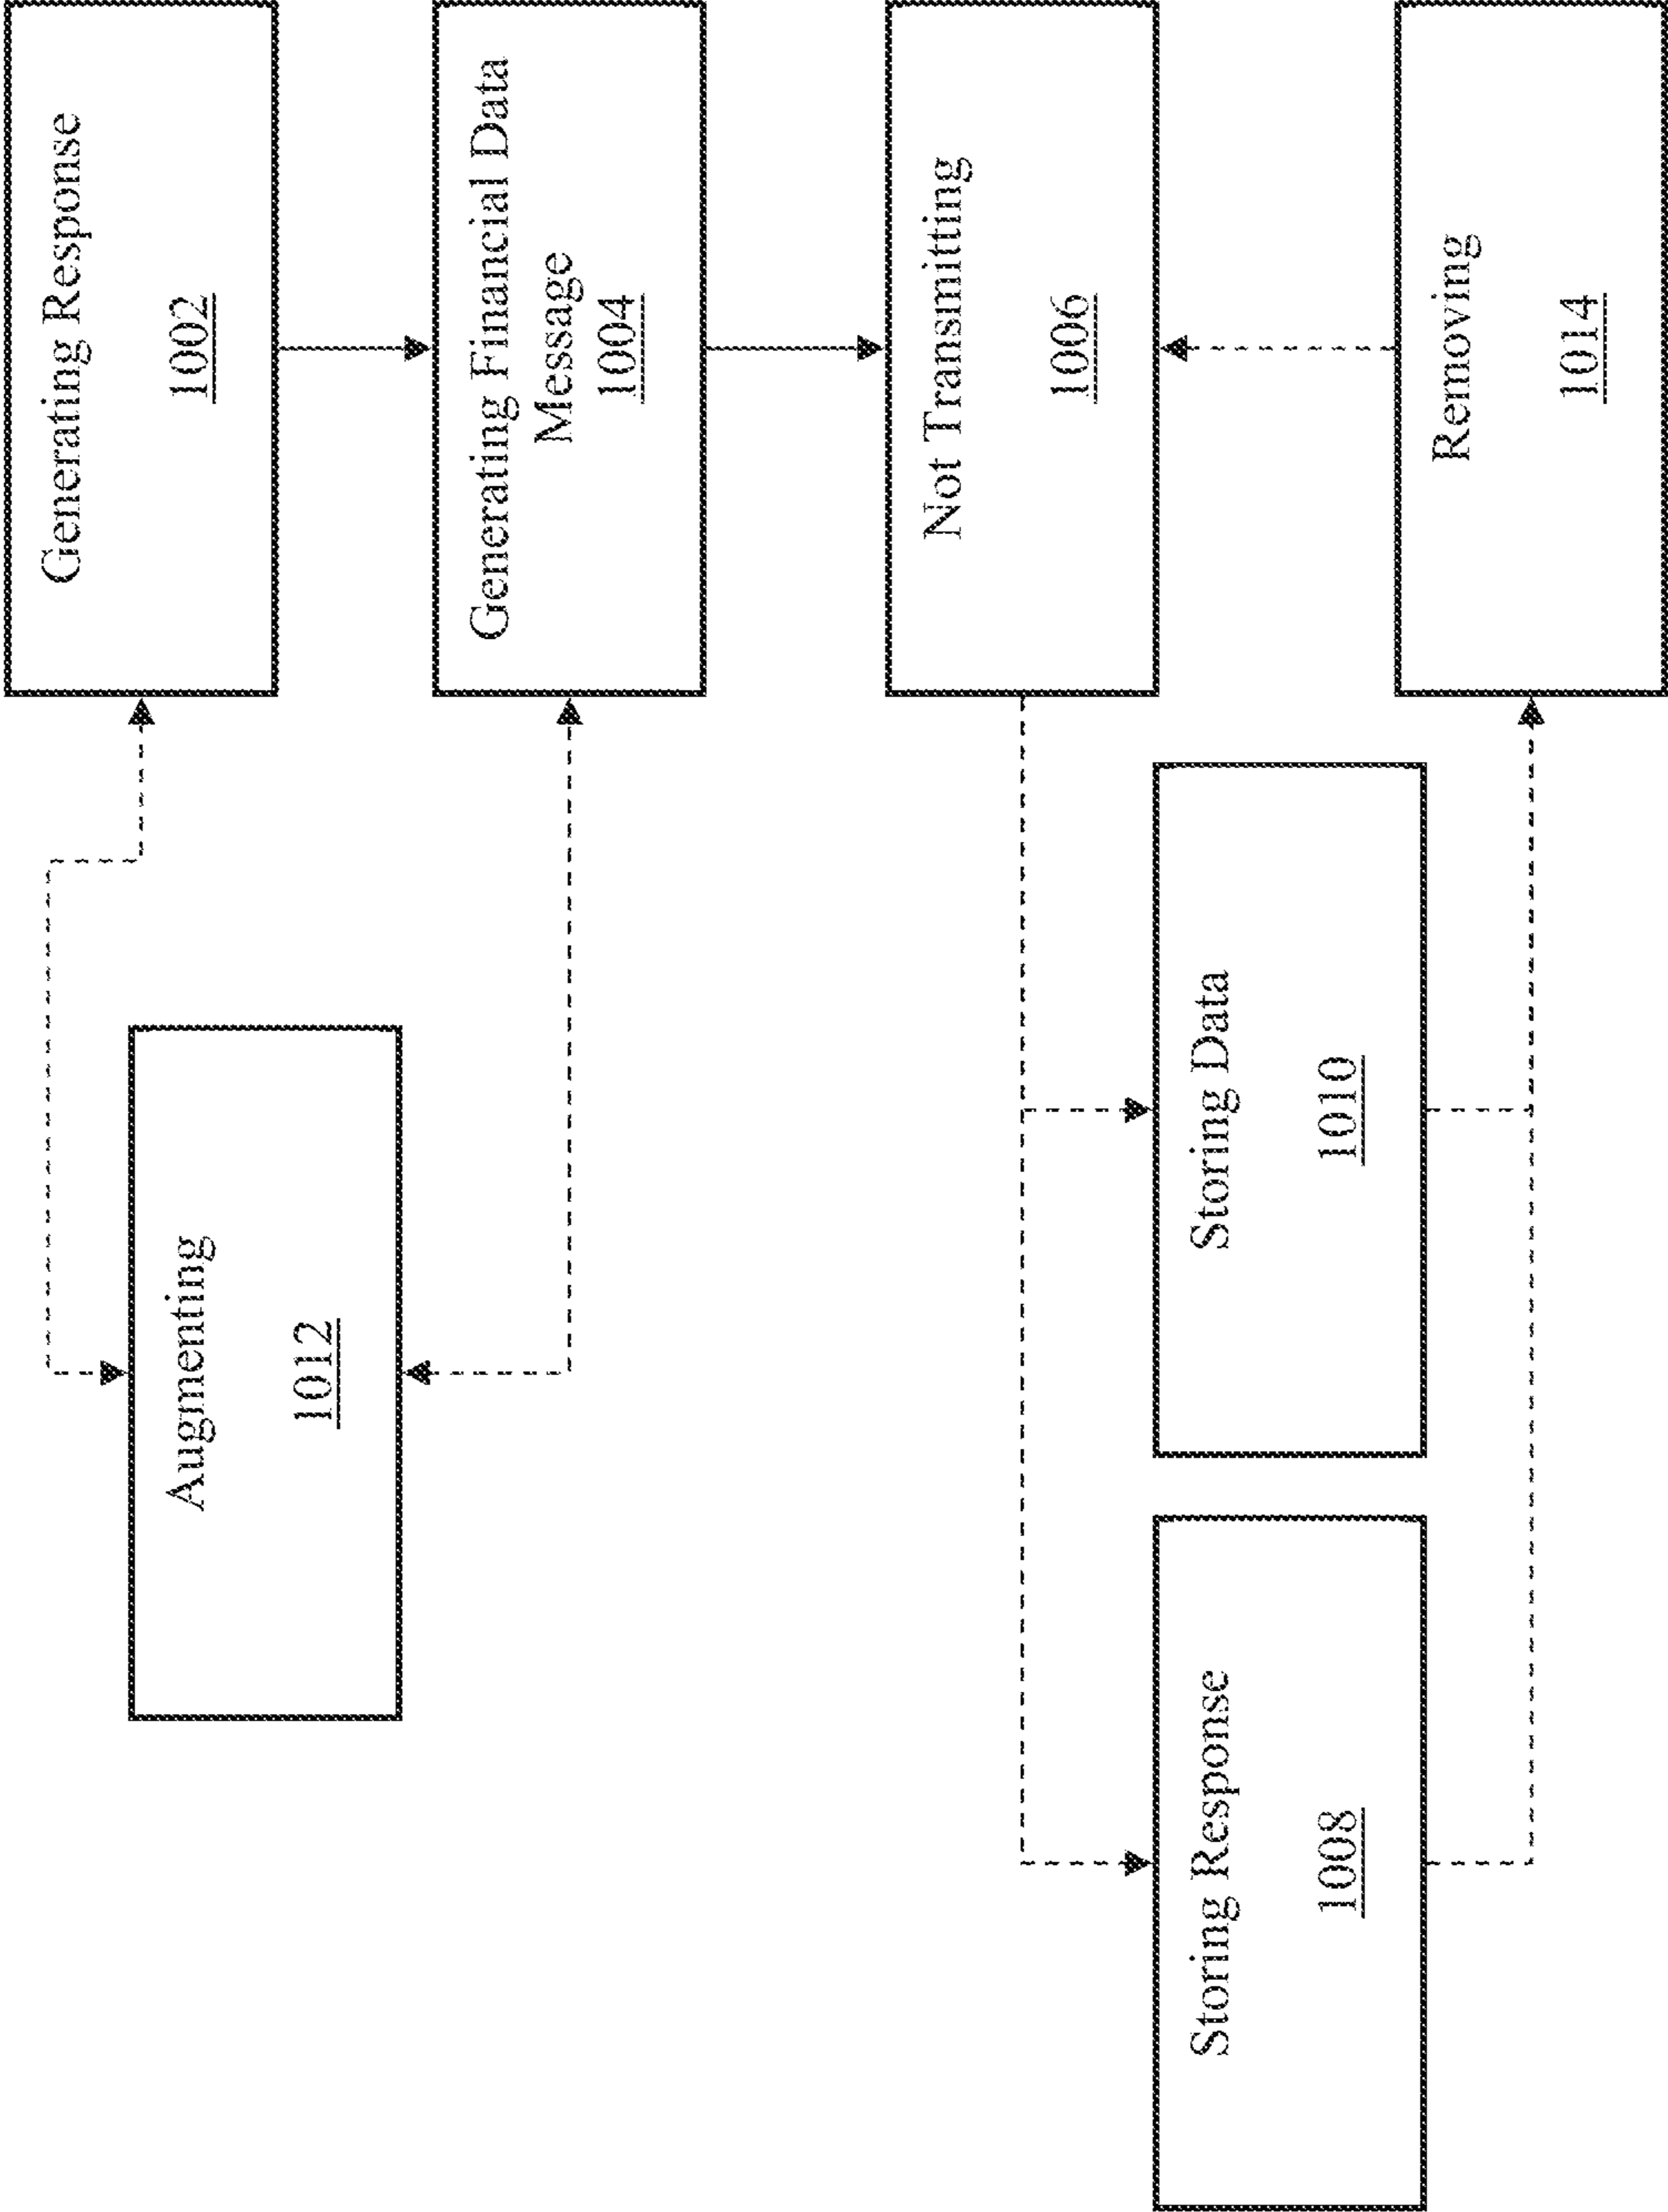 Generating Response
1002
Generating Financial Data
Message
1004
Augmenting
1012
Not Transmitting
1006
Storing Response
1008
Storing Data
1010
Removing
1014